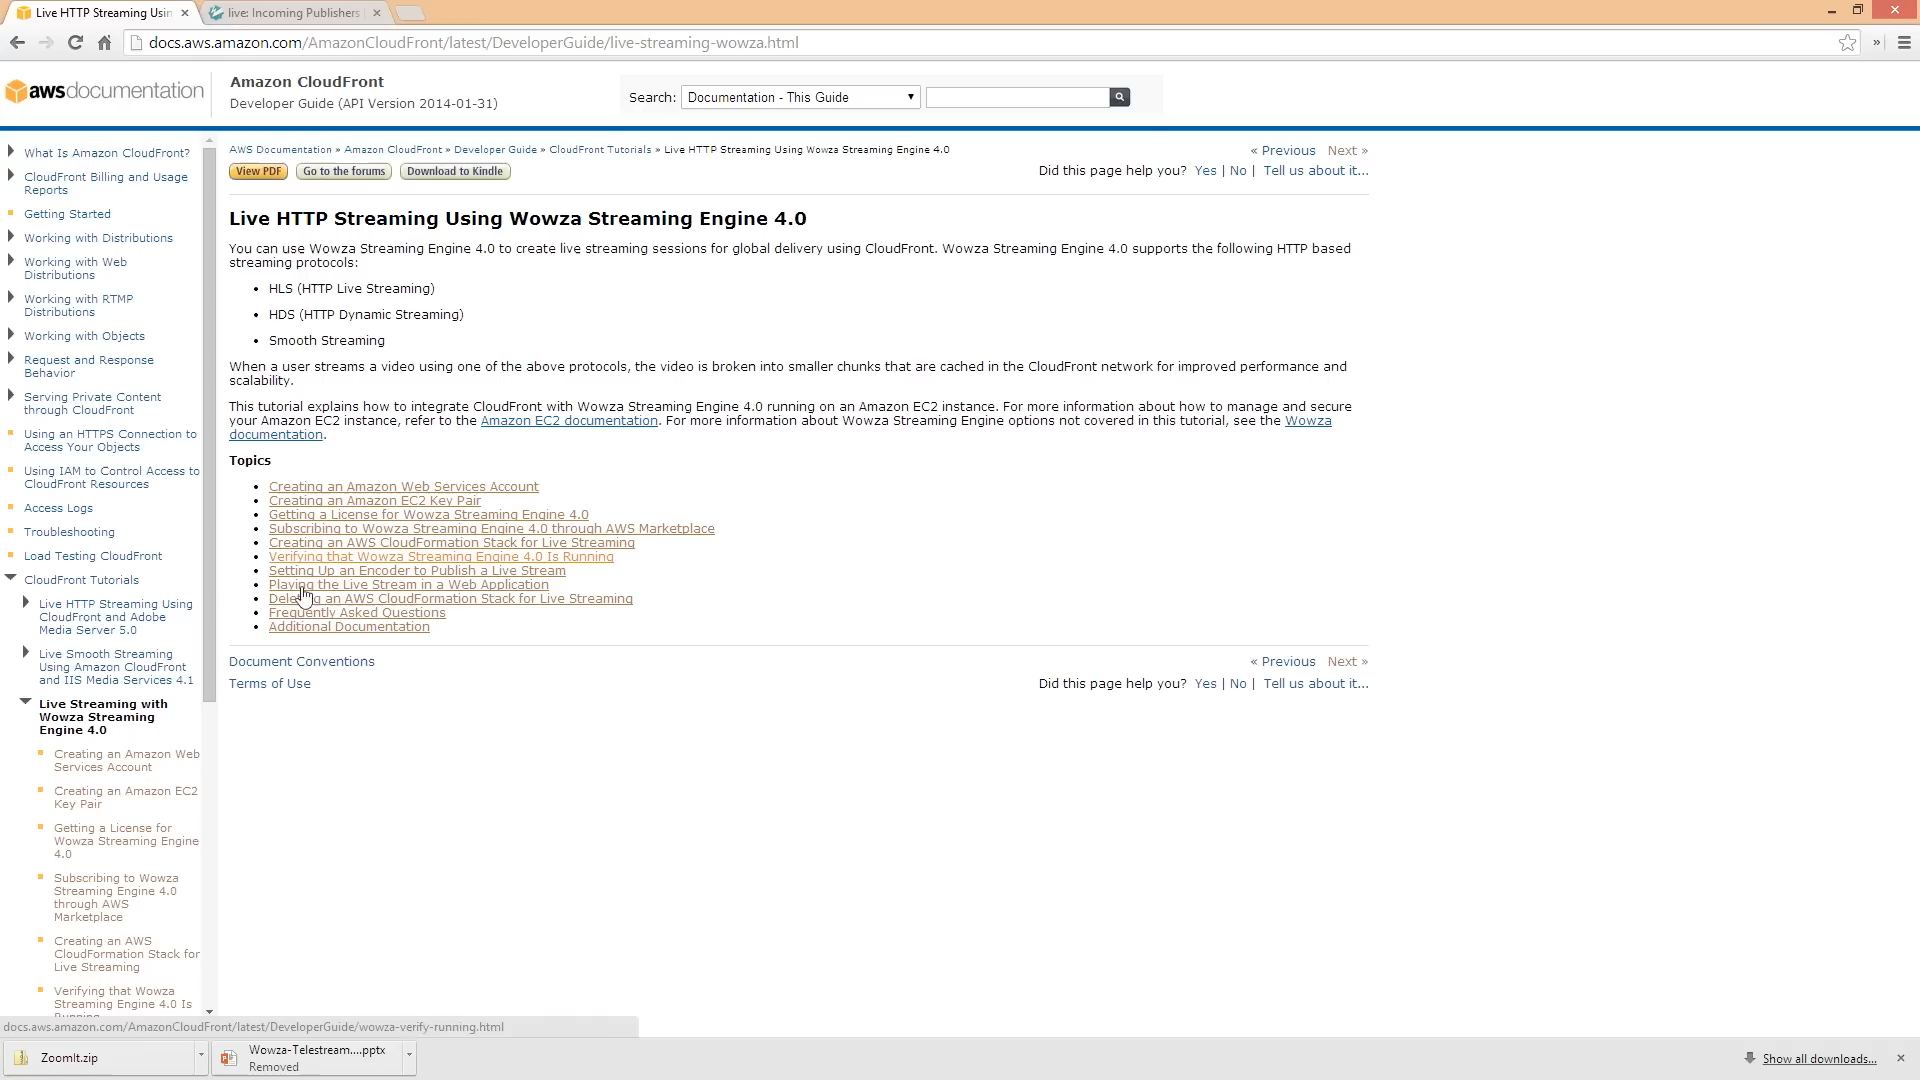 Live HTTP Streaming Usin
live: Incoming Publishers
docs.aws.amazon.com/AmazonCloudFront/latest/DeveloperGuide/live-streaming-wowza.html
awsdocumentation
Amazon CloudFront
Developer Guide (API Version 2014-01-31)
Search: Documentation - This Guide
What Is Amazon CloudFront?
CloudFront Billing and Usage
Reports
Getting Started
Working with Distributions
Working with Web
Distributions
Working with RTMP
Distributions
Working with Objects
Request and Response
Behavior
Serving Private Content
through CloudFront
Using an HTTPS Connection to
Access Your Objects
Using IAM to Control Access to
CloudFront Resources
Access Logs
Troubleshooting
Load Testing CloudFront
CloudFront Tutorials
Live HTTP Streaming Using
CloudFront and Adobe
Media Server 5.0
Live Smooth Streaming
Using Amazon CloudFront
and IIS Media Services 4.1
Live Streaming with
Wowza Streaming
Engine 4.0
Creating an Amazon Web
Services Account
Creating an Amazon EC2
Key Pair
Getting a License for
Wowza Streaming Engine
4.0
Subscribing to Wowza
Streaming Engine 4.0
through AWS
Marketplace
Creating an AWS
CloudFormation Stack for
Live Streaming
Verifying that Wowza
Streaming Engine 4.0 Is
Running
AWS Documentation » Amazon CloudFront » Developer Guide » CloudFront Tutorials » Live HTTP Streaming Using Wowza Streaming Engine 4.0
« Previous Next »
View PDF Go to the forums Download to Kindle
Did this page help you? Yes | No | Tell us about it...
Live HTTP Streaming Using Wowza Streaming Engine 4.0
You can use Wowza Streaming Engine 4.0 to create live streaming sessions for global delivery using CloudFront. Wowza Streaming Engine 4.0 supports the following HTTP based
streaming protocols:
• HLS (HTTP Live Streaming)
• HDS (HTTP Dynamic Streaming)
• Smooth Streaming
When a user streams a video using one of the above protocols, the video is broken into smaller chunks that are cached in the CloudFront network for improved performance and
scalability.
This tutorial explains how to integrate CloudFront with Wowza Streaming Engine 4.0 running on an Amazon EC2 instance. For more information about how to manage and secure
your Amazon EC2 instance, refer to the Amazon EC2 documentation. For more information about Wowza Streaming Engine options not covered in this tutorial, see the Wowza
documentation.
Topics
• Creating an Amazon Web Services Account
• Creating an Amazon EC2 Key Pair
• Getting a License for Wowza Streaming Engine 4.0
• Subscribing to Wowza Streaming Engine 4.0 through AWS Marketplace
• Creating an AWS CloudFormation Stack for Live Streaming
• Verifying that Wowza Streaming Engine 4.0 Is Running
• Setting Up an Encoder to Publish a Live Stream
• Playing the Live Stream in a Web Application
• Deleting an AWS CloudFormation Stack for Live Streaming
• Frequently Asked Questions
• Additional Documentation
Document Conventions
« Previous Next »
Terms of Use
Did this page help you? Yes | No | Tell us about it...
docs.aws.amazon.com/AmazonCloudFront/latest/DeveloperGuide/wowza-verify-running.html
ZoomIt.zip
Wowza-Telestream....pptx
Removed
Show all downloads...